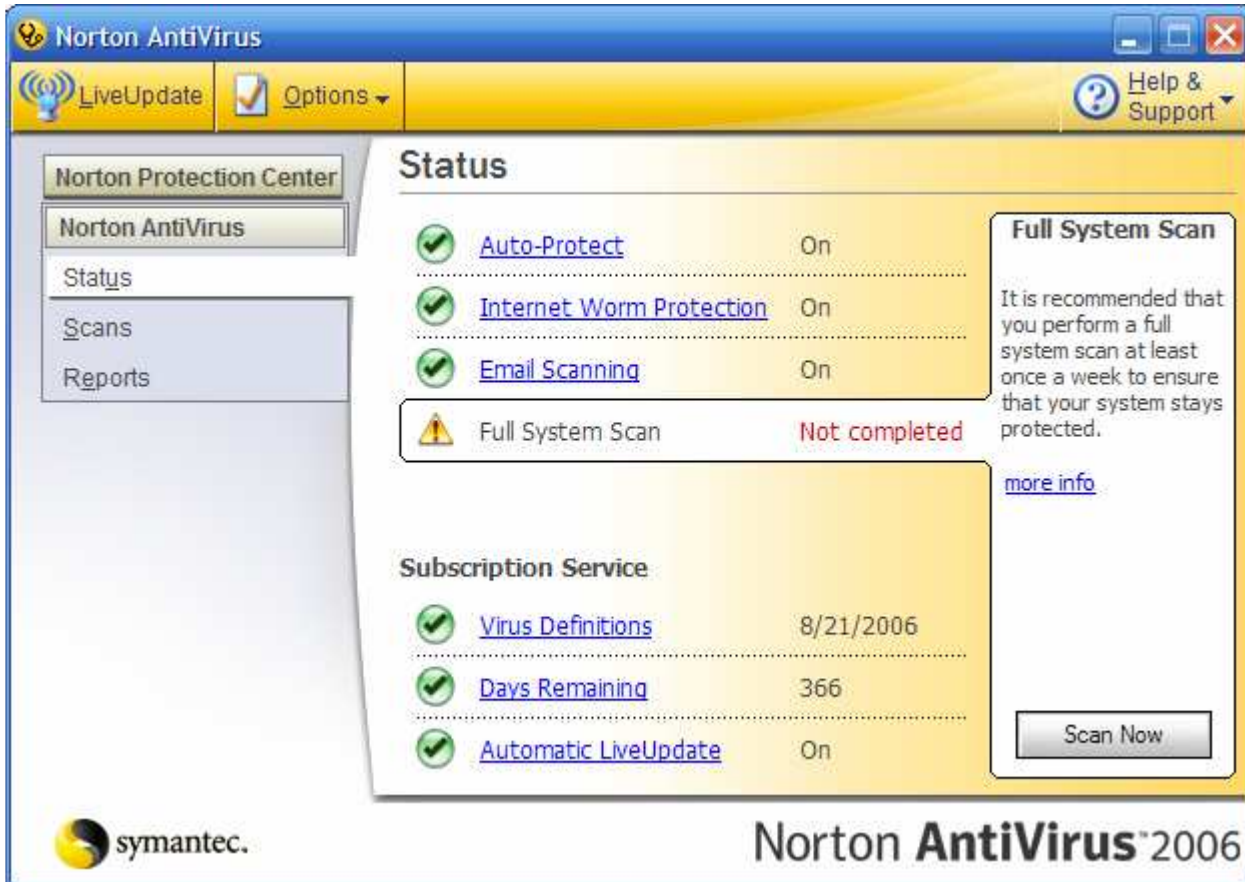 Norton AntiVirus
LiveUpdate
Options
Help &
Support
Norton Protection Center
Norton AntiVirus
Status
Scans
Reports
Status
Auto-Protect On
Internet Worm Protection On
Email Scanning On
Full System Scan Not completed
Full System Scan
It is recommended that
you perform a full
system scan at least
once a week to ensure
that your system stays
protected.
more info
Subscription Service
Virus Definitions 8/21/2006
Days Remaining 366
Automatic LiveUpdate On
Scan Now
symantec.
Norton AntiVirus™ 2006